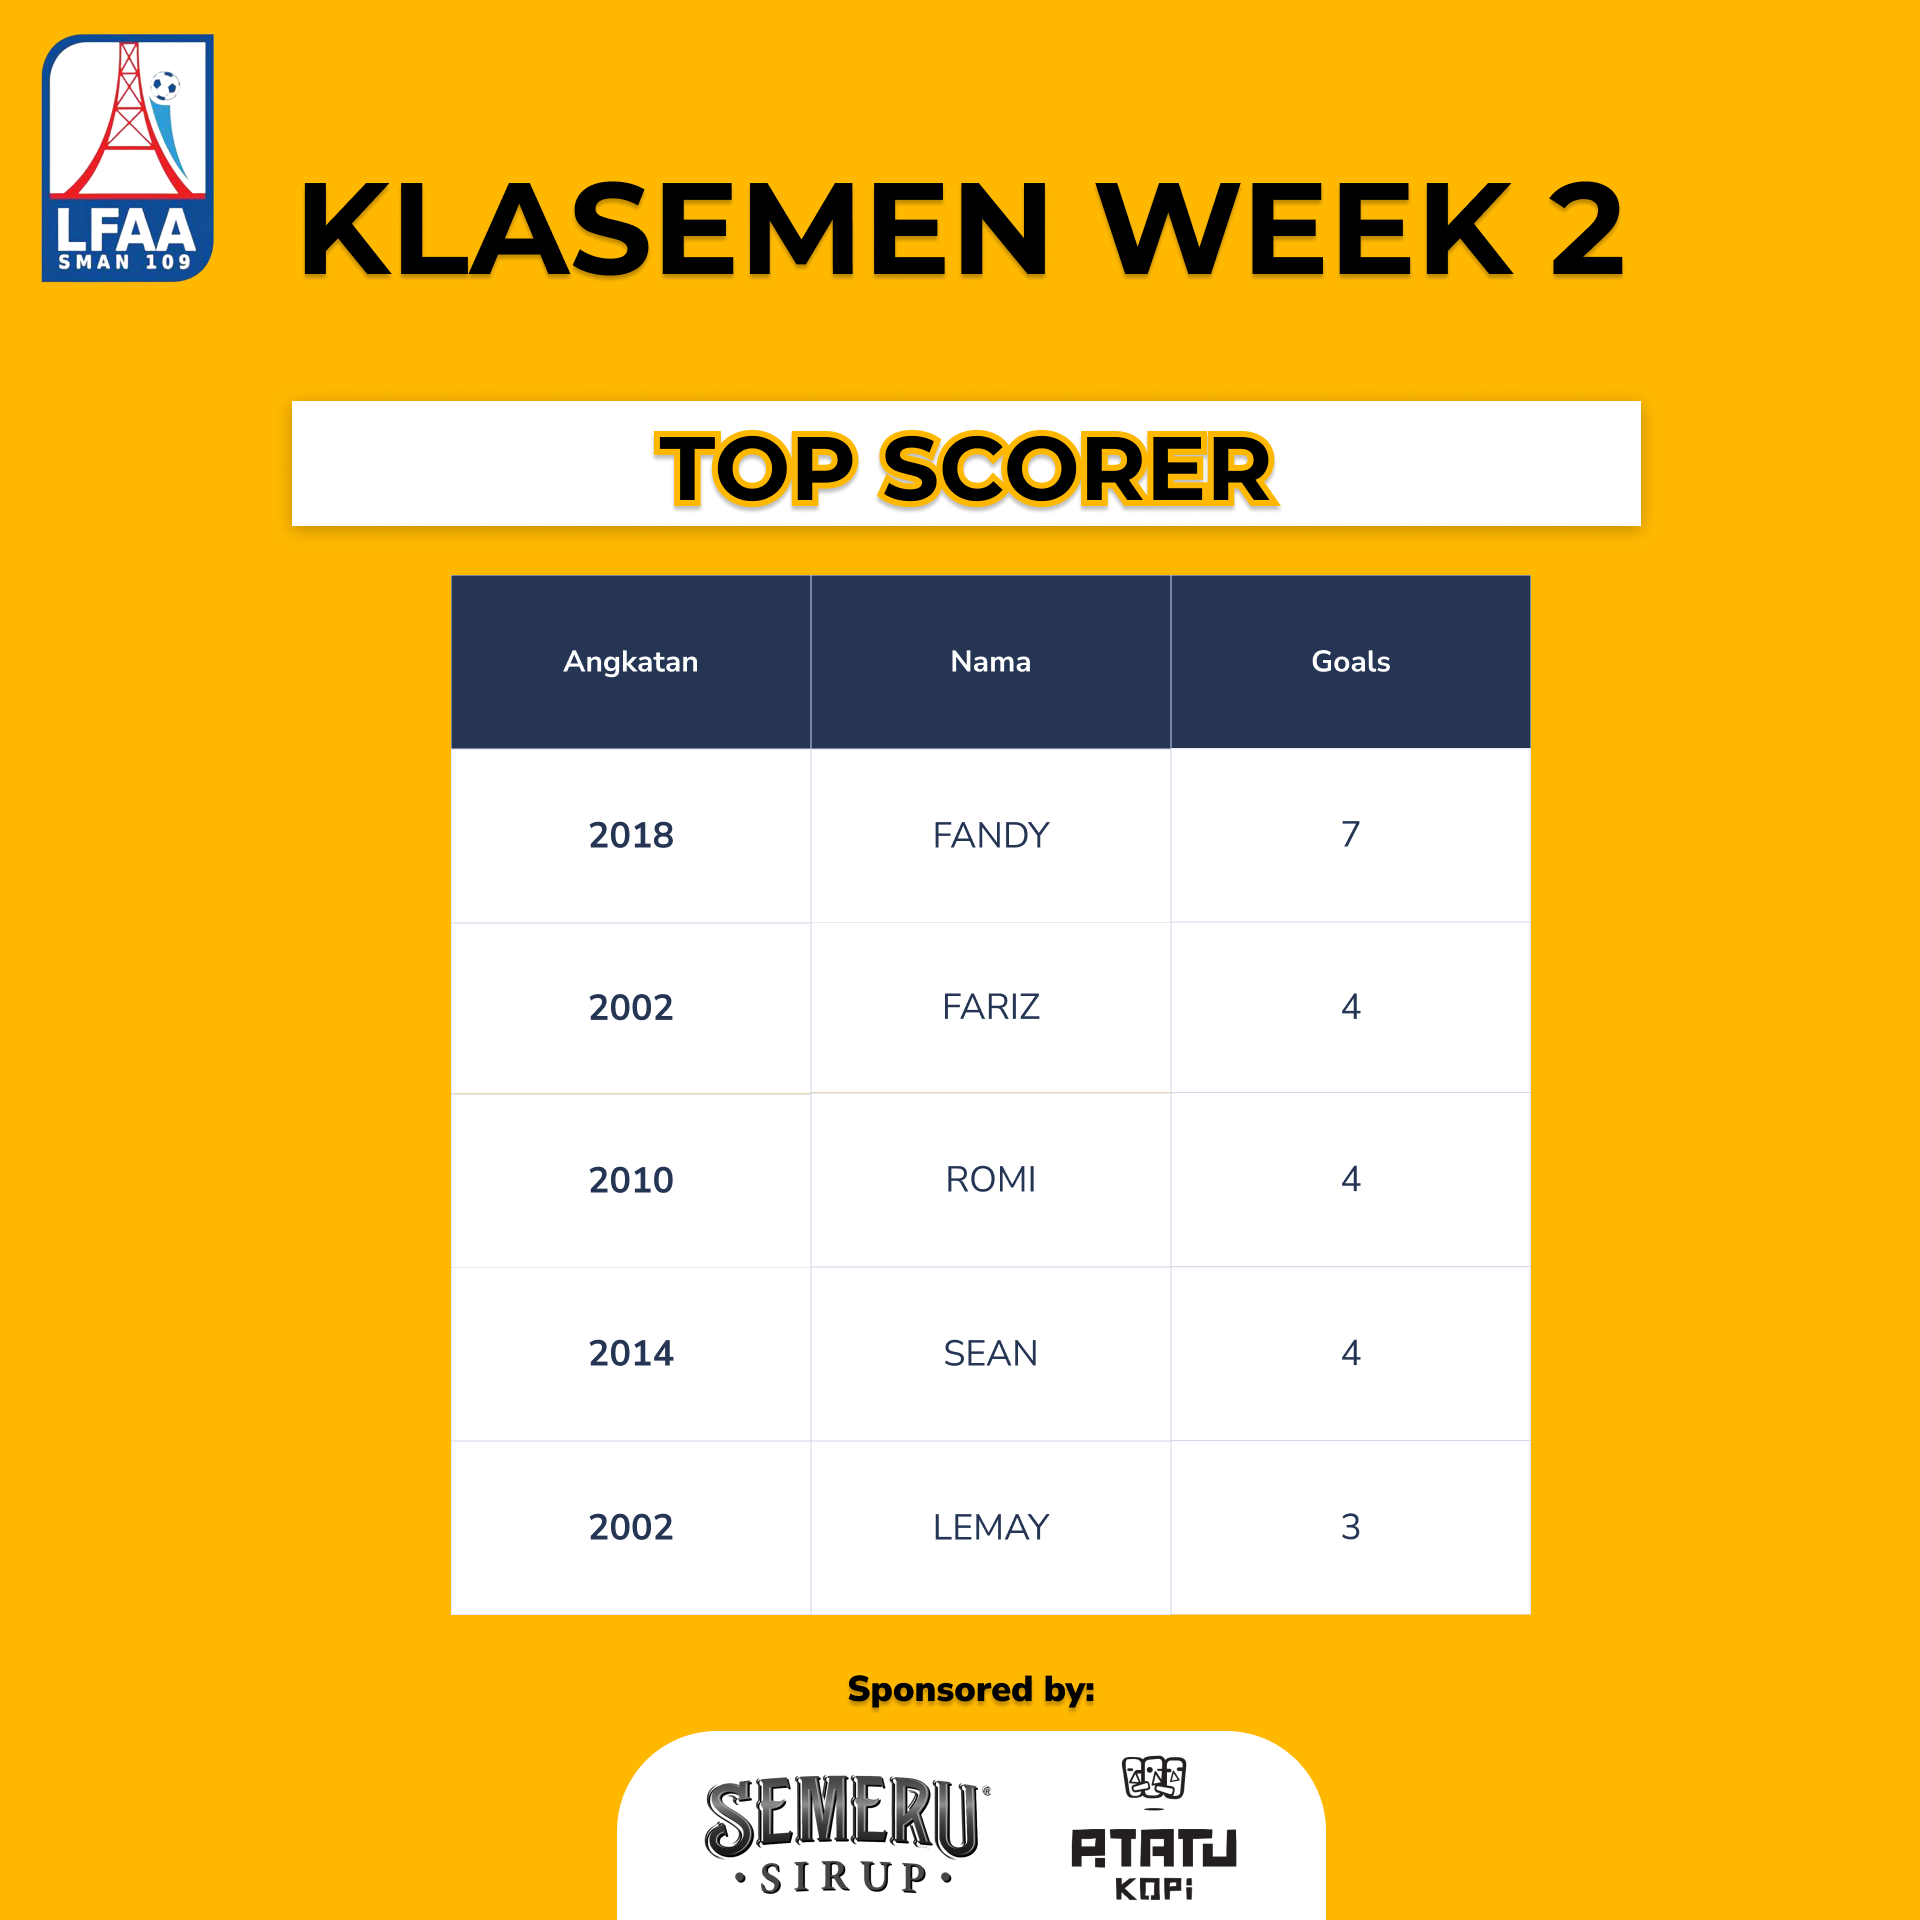 LFAA
SMAN 109
KLASEMEN WEEK 2
TOP SCORER
Angkatan Nama Goals
2018 FANDY 7
2002 FARIZ 4
2010 ROMI 4
2014 SEAN 4
2002 LEMAY 3
Sponsored by:
SEMERU®
• SIRUP •
P.TATU
KOPi